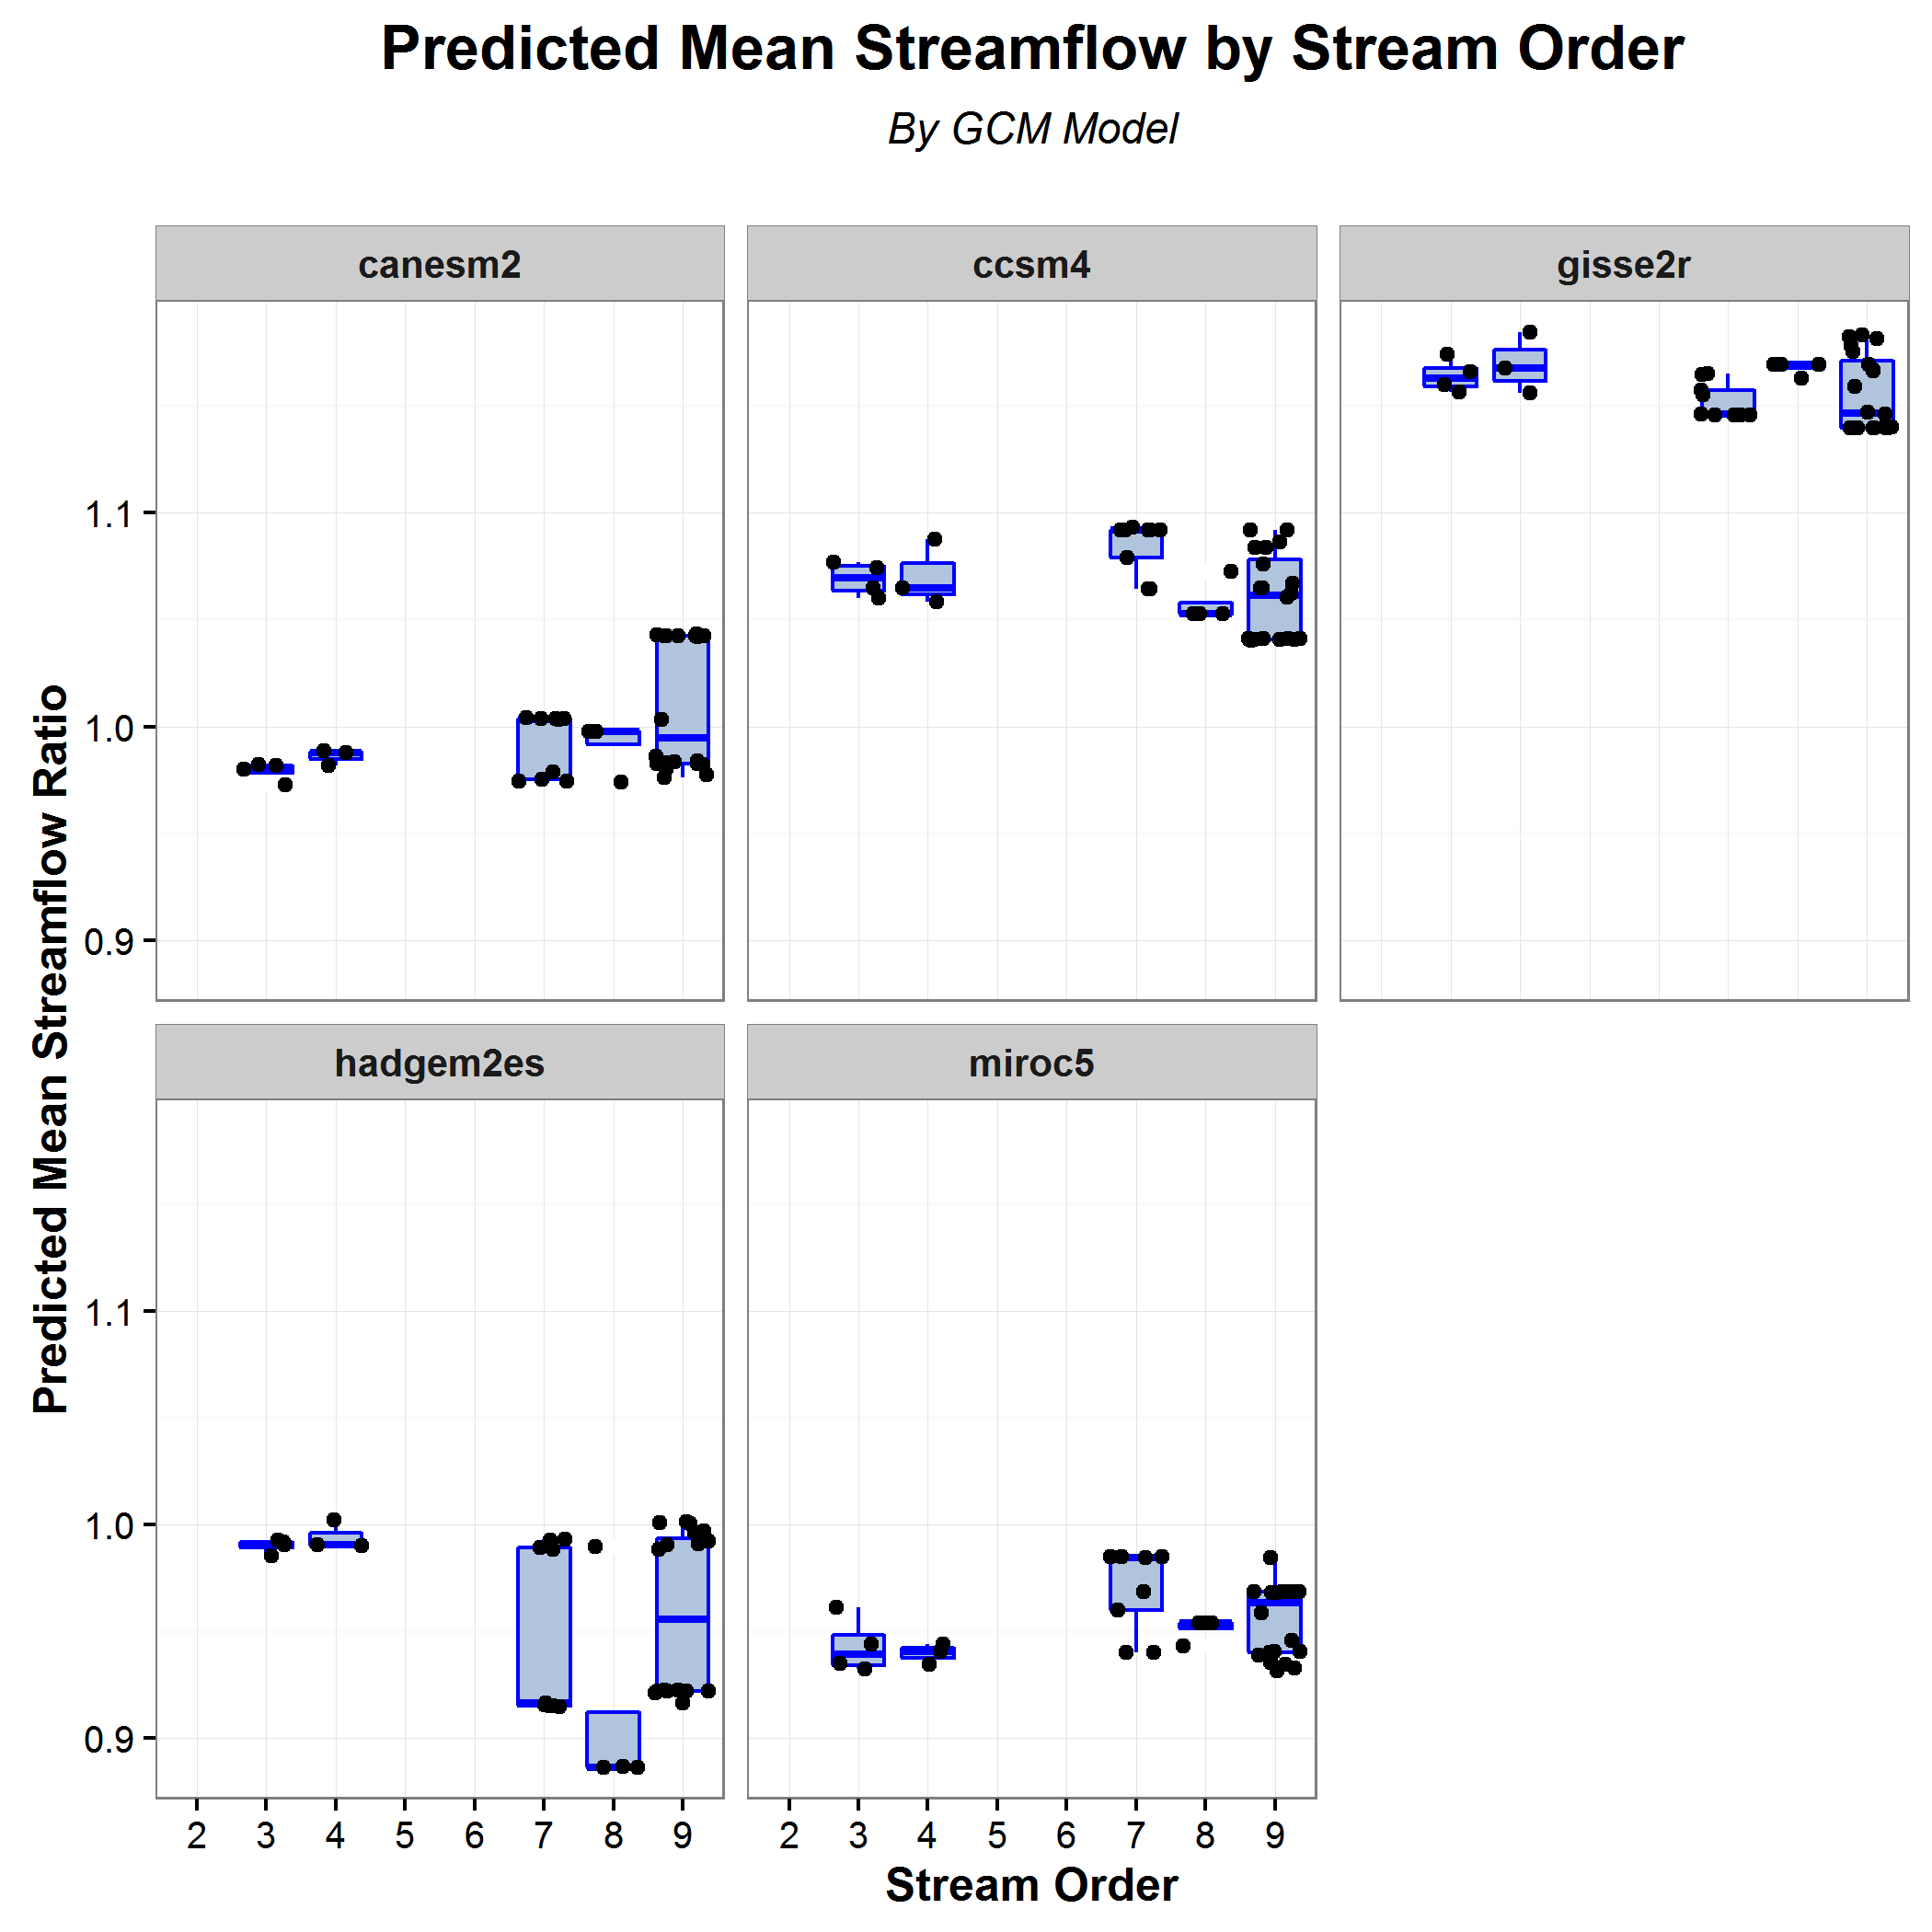 Predicted Mean Streamflow by Stream Order
By GCM Model
canesm2
ccsm4
gisse2r
1.1
1.0
0.9
Predicted Mean Streamflow Ratio
hadgem2es
miroc5
1.1
1.0
0.9
2 3 4 5 6 7 8 9
2 3 4 5 6 7 8 9
Stream Order